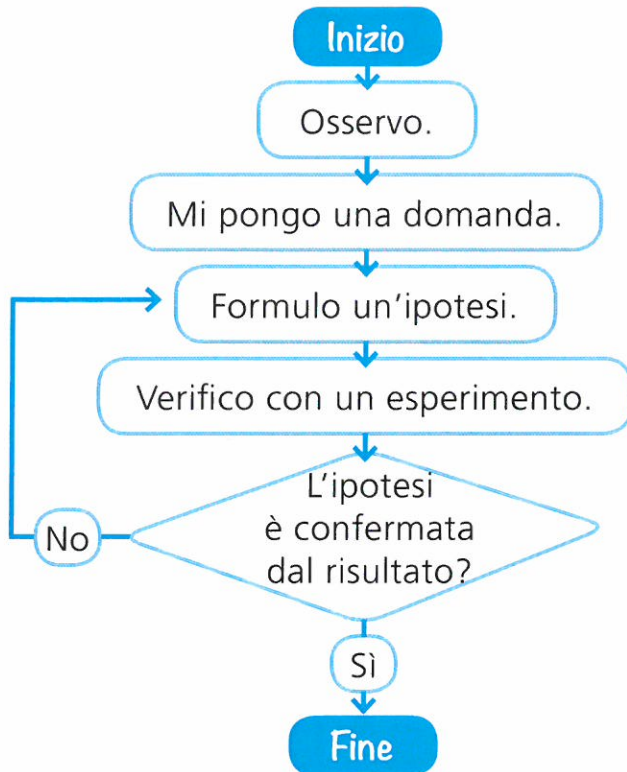 Inizio
Osservo.
Mi pongo una domanda.
Formulo un'ipotesi.
Verifico con un esperimento.
L'ipotesi
è confermata
dal risultato?
No
Sì
Fine